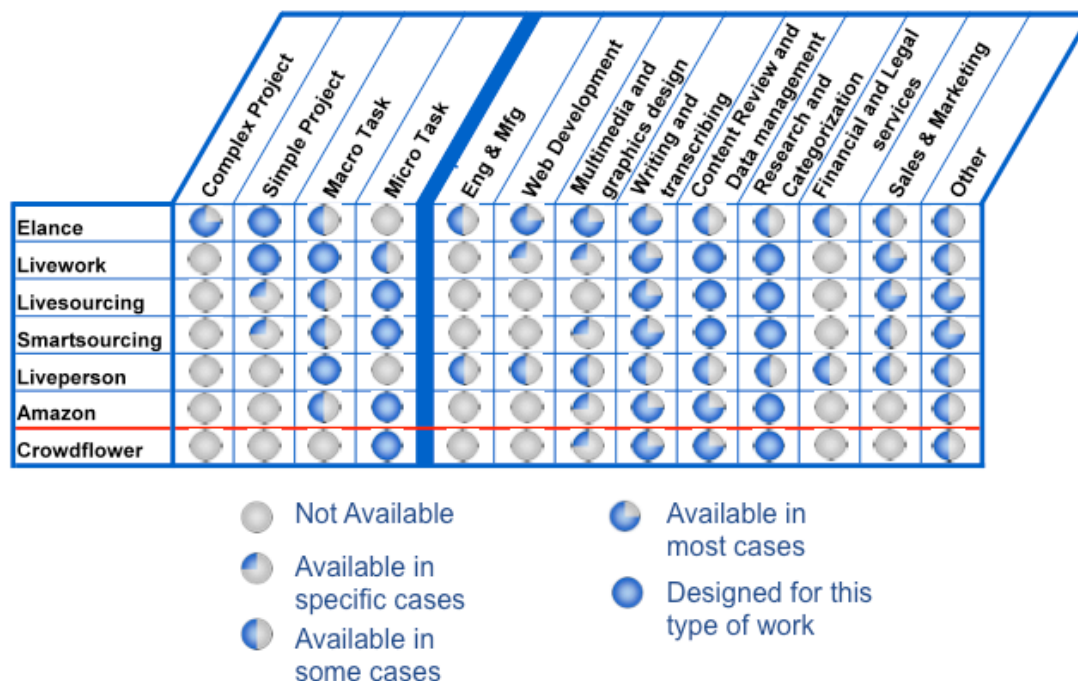 Complex Project
Simple Project
Macro Task
Micro Task
Eng & Mfg
Web Development
Multimedia and
graphics design
Writing and
transcribing
Content Review and
Data management
Research and
Categorization
Financial and Legal
services
Sales & Marketing
Other
Elance
Livework
Livesourcing
Smartsourcing
Liveperson
Amazon
Crowdflower
Not Available
Available in
specific cases
Available in
some cases
Available in
most cases
Designed for this
type of work